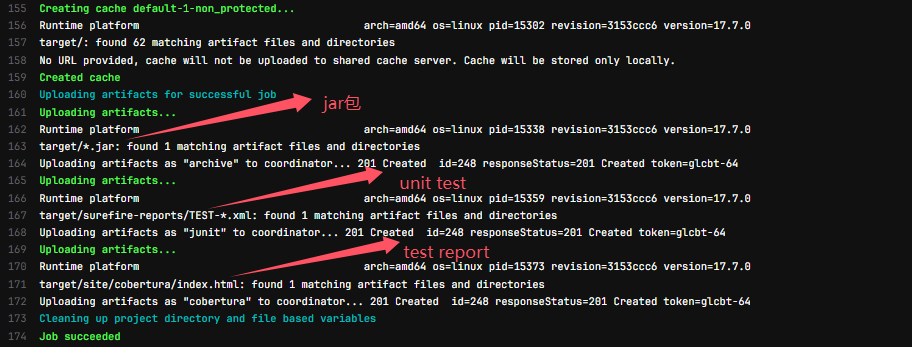 155 Creating cache default-1-non_protected...
156 Runtime platform arch=amd64 os=linux pid=15302 revision=3153ccc6 version=17.7.0
157 target/: found 62 matching artifact files and directories
158 No URL provided, cache will not be uploaded to shared cache server. Cache will be stored only locally.
159 Created cache
160 Uploading artifacts for successful job
jar包
161 Uploading artifacts...
162 Runtime platform arch=amd64 os=linux pid=15338 revision=3153ccc6 version=17.7.0
163 target/*.jar: found 1 matching artifact files and directories
164 Uploading artifacts as "archive" to coordinator... 201 Created id=248 responseStatus=201 Created token=glcbt-64
165 Uploading artifacts...
unit test
166 Runtime platform arch=amd64 os=linux pid=15359 revision=3153ccc6 version=17.7.0
167 target/surefire-reports/TEST-*.xml: found 1 matching artifact files and directories
168 Uploading artifacts as "junit" to coordinator... 201 Created id=248 responseStatus=201 Created token=glcbt-64
169 Uploading artifacts...
test report
170 Runtime platform arch=amd64 os=linux pid=15373 revision=3153ccc6 version=17.7.0
171 target/site/cobertura/index.html: found 1 matching artifact files and directories
172 Uploading artifacts as "cobertura" to coordinator... 201 Created id=248 responseStatus=201 Created token=glcbt-64
173 Cleaning up project directory and file based variables
174 Job succeeded